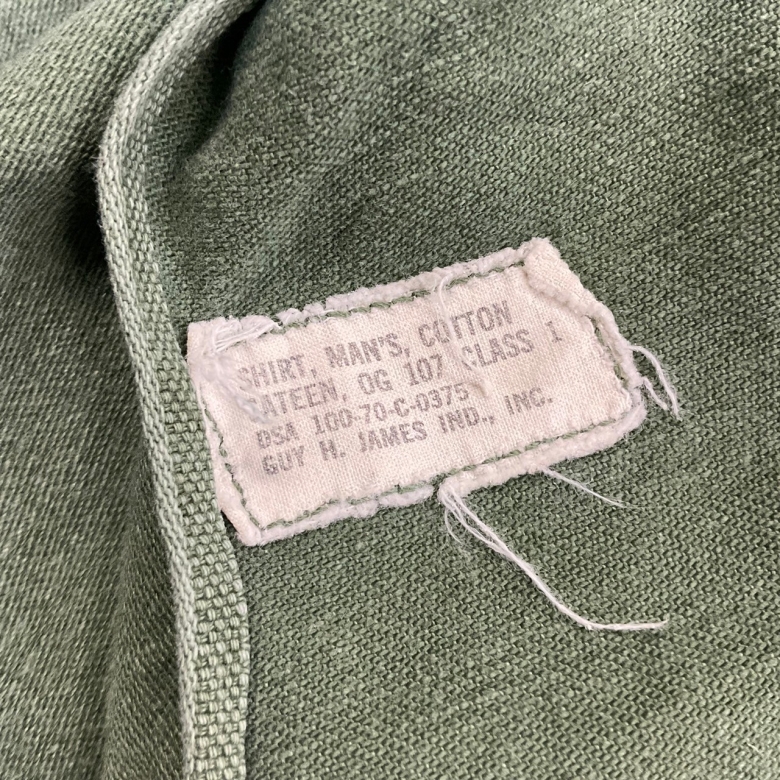 SHIRT, MAN'S, COTTON
SATEEN, OG 107 CLASS 1
DSA 100-70-C-0375
GUY H. JAMES IND., INC.